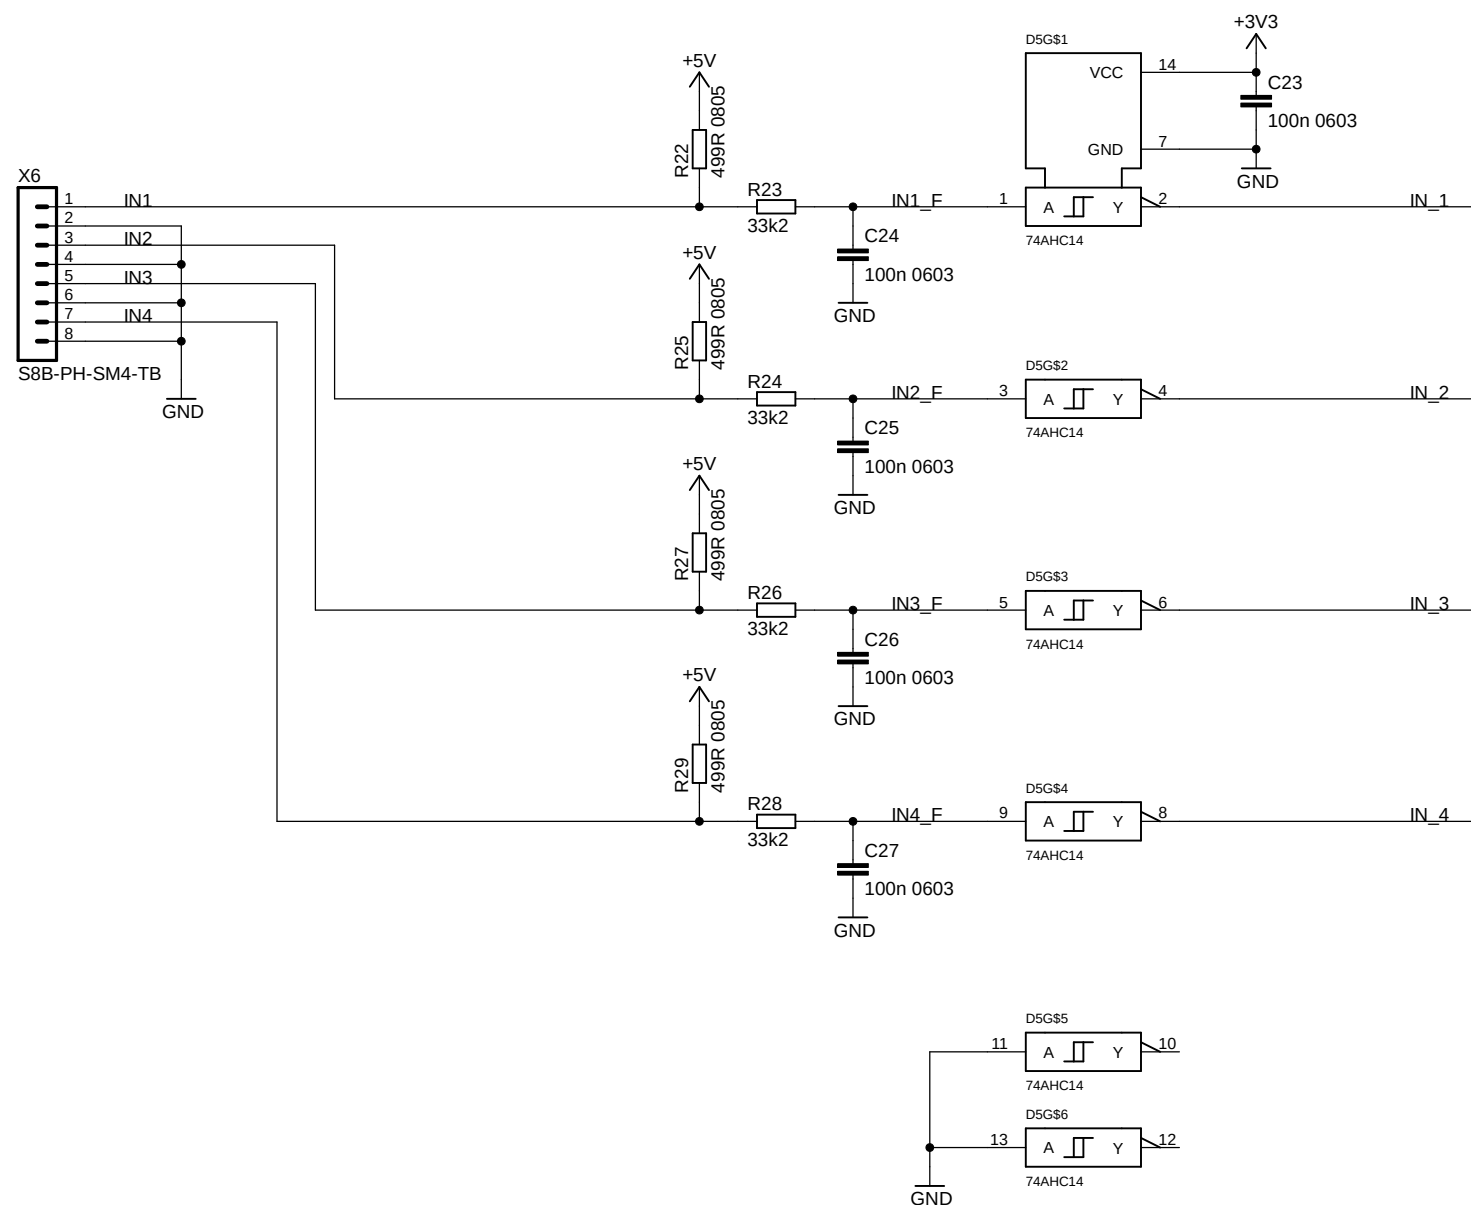 +3V3
D5G$1
+5V
VCC
14
C23
100n 0603
R22
499R 0805
GND
7
GND
X6
1
IN1
2
3
IN2
4
5
IN3
6
7
IN4
8
S8B-PH-SM4-TB
GND
R23
33k2
IN1_F
1
A
Y
2
IN_1
74AHC14
C24
100n 0603
GND
+5V
R25
499R 0805
R24
33k2
IN2_F
D5G$2
3
A
Y
4
IN_2
74AHC14
C25
100n 0603
GND
+5V
R27
499R 0805
R26
33k2
IN3_F
D5G$3
5
A
Y
6
IN_3
74AHC14
C26
100n 0603
GND
+5V
R29
499R 0805
R28
33k2
IN4_F
D5G$4
9
A
Y
8
IN_4
74AHC14
C27
100n 0603
GND
D5G$5
11
A
Y
10
74AHC14
D5G$6
13
A
Y
12
74AHC14
GND